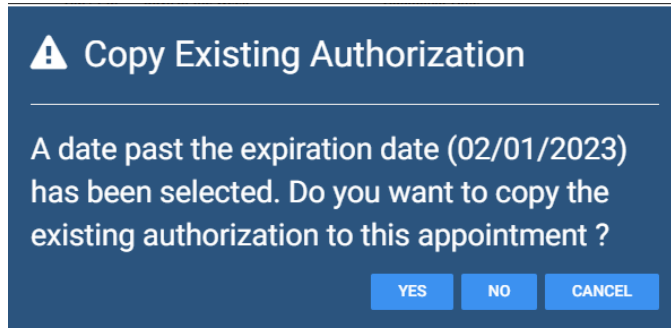 Copy Existing Authorization
A date past the expiration date (02/01/2023)
has been selected. Do you want to copy the
existing authorization to this appointment ?
YES NO CANCEL